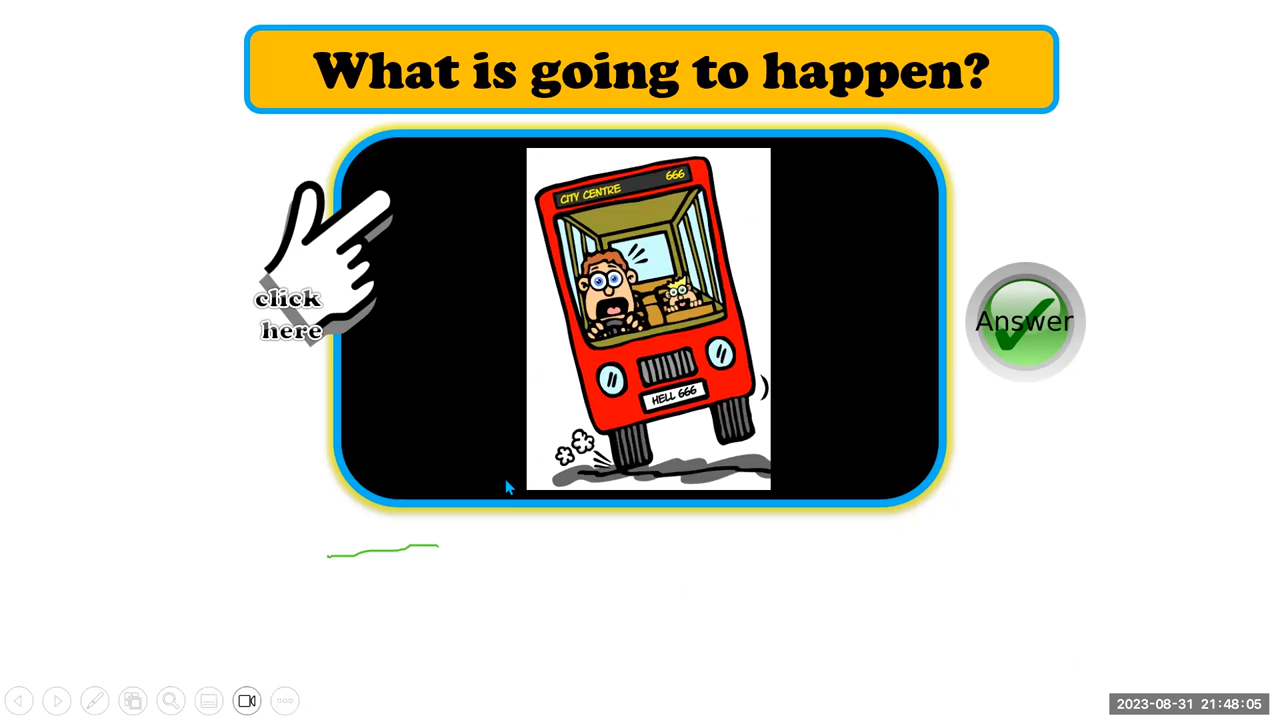 What is going to happen?
CITY CENTRE 666
click
here
Answer
HELL 666
2023-08-31 21:48:05